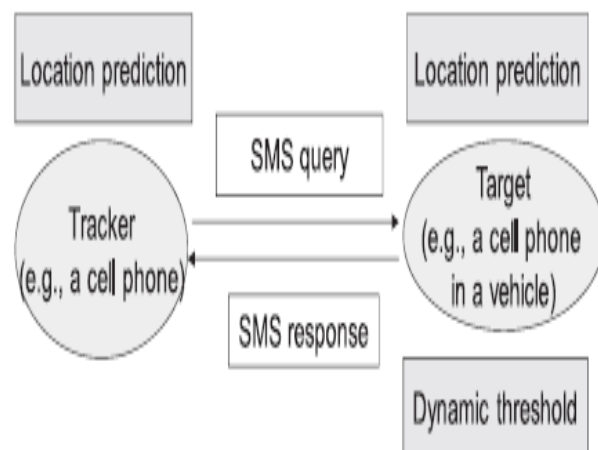 Location prediction
Location prediction
SMS query
Tracker
(e.g., a cell phone)
Target
(e.g., a cell phone
in a vehicle)
SMS response
Dynamic threshold